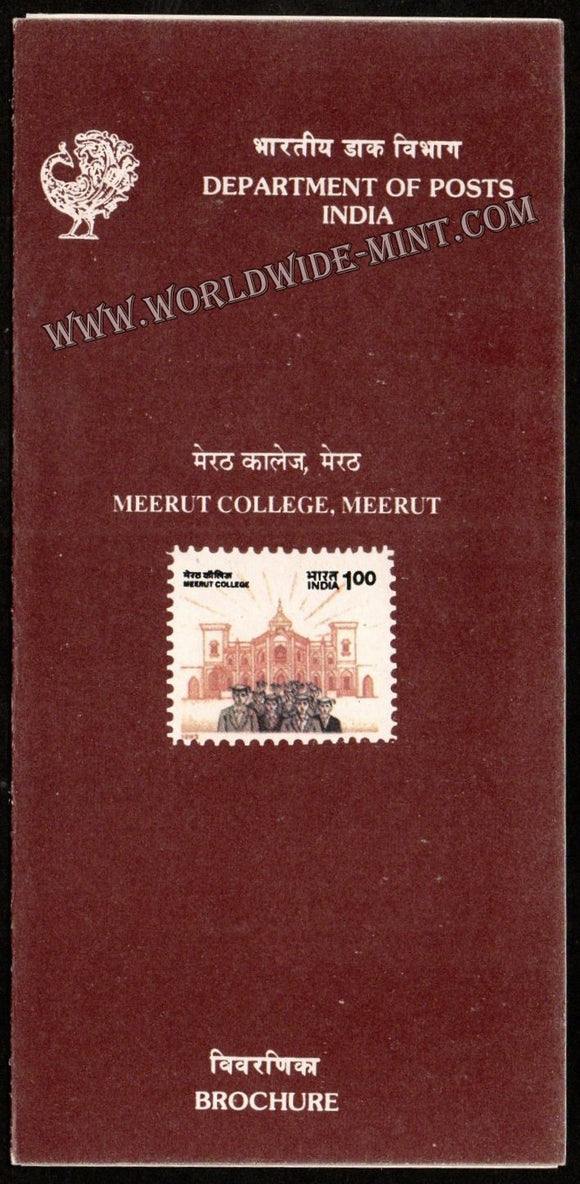 भारतीय डाक विभाग
DEPARTMENT OF POSTS
INDIA
WWW.WORLDWIDE-MINT.COM
मेरठ कालेज, मेरठ
MEERUT COLLEGE, MEERUT
मेरठ कॉलिज
MEERUT COLLEGE
भारत 1.00
INDIA
विवरणिका
BROCHURE